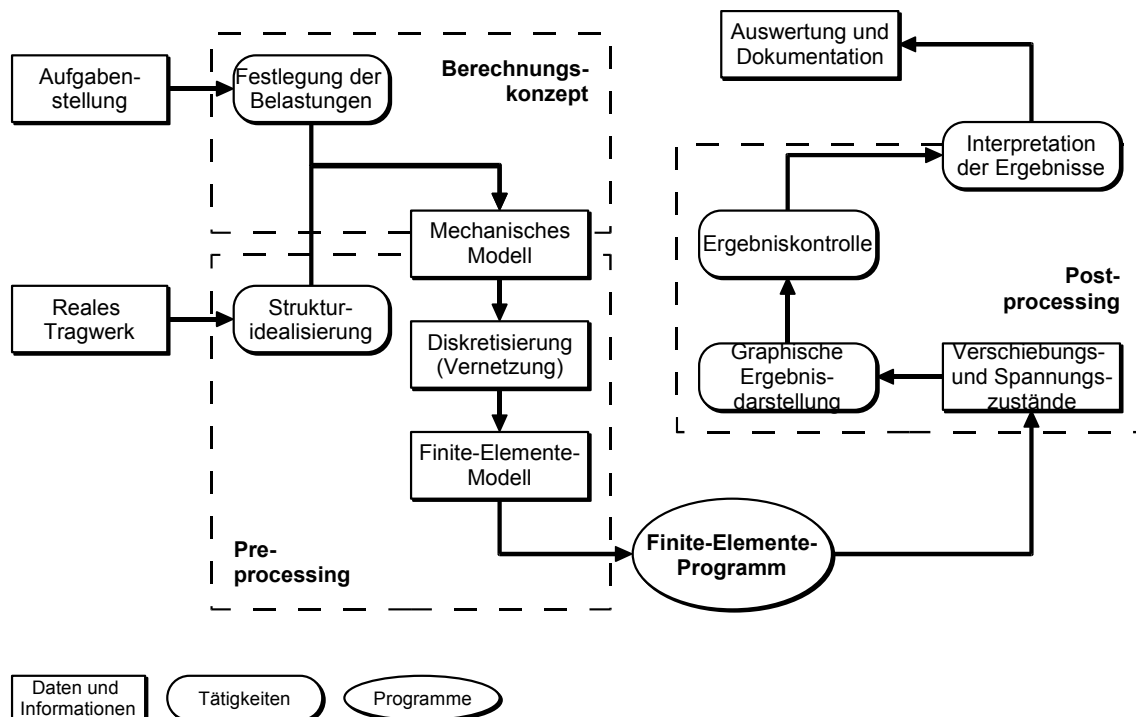 Aufgaben-
stellung
Festlegung der
Belastungen
Berechnungs-
konzept
Mechanisches
Modell
Reales
Tragwerk
Struktur-
idealisierung
Diskretisierung
(Vernetzung)
Finite-Elemente-
Modell
Pre-
processing
Finite-Elemente-
Programm
Auswertung und
Dokumentation
Interpretation
der Ergebnisse
Ergebniskontrolle
Post-
processing
Graphische
Ergebnis-
darstellung
Verschiebungs-
und Spannungs-
zustände
Daten und
Informationen
Tätigkeiten
Programme